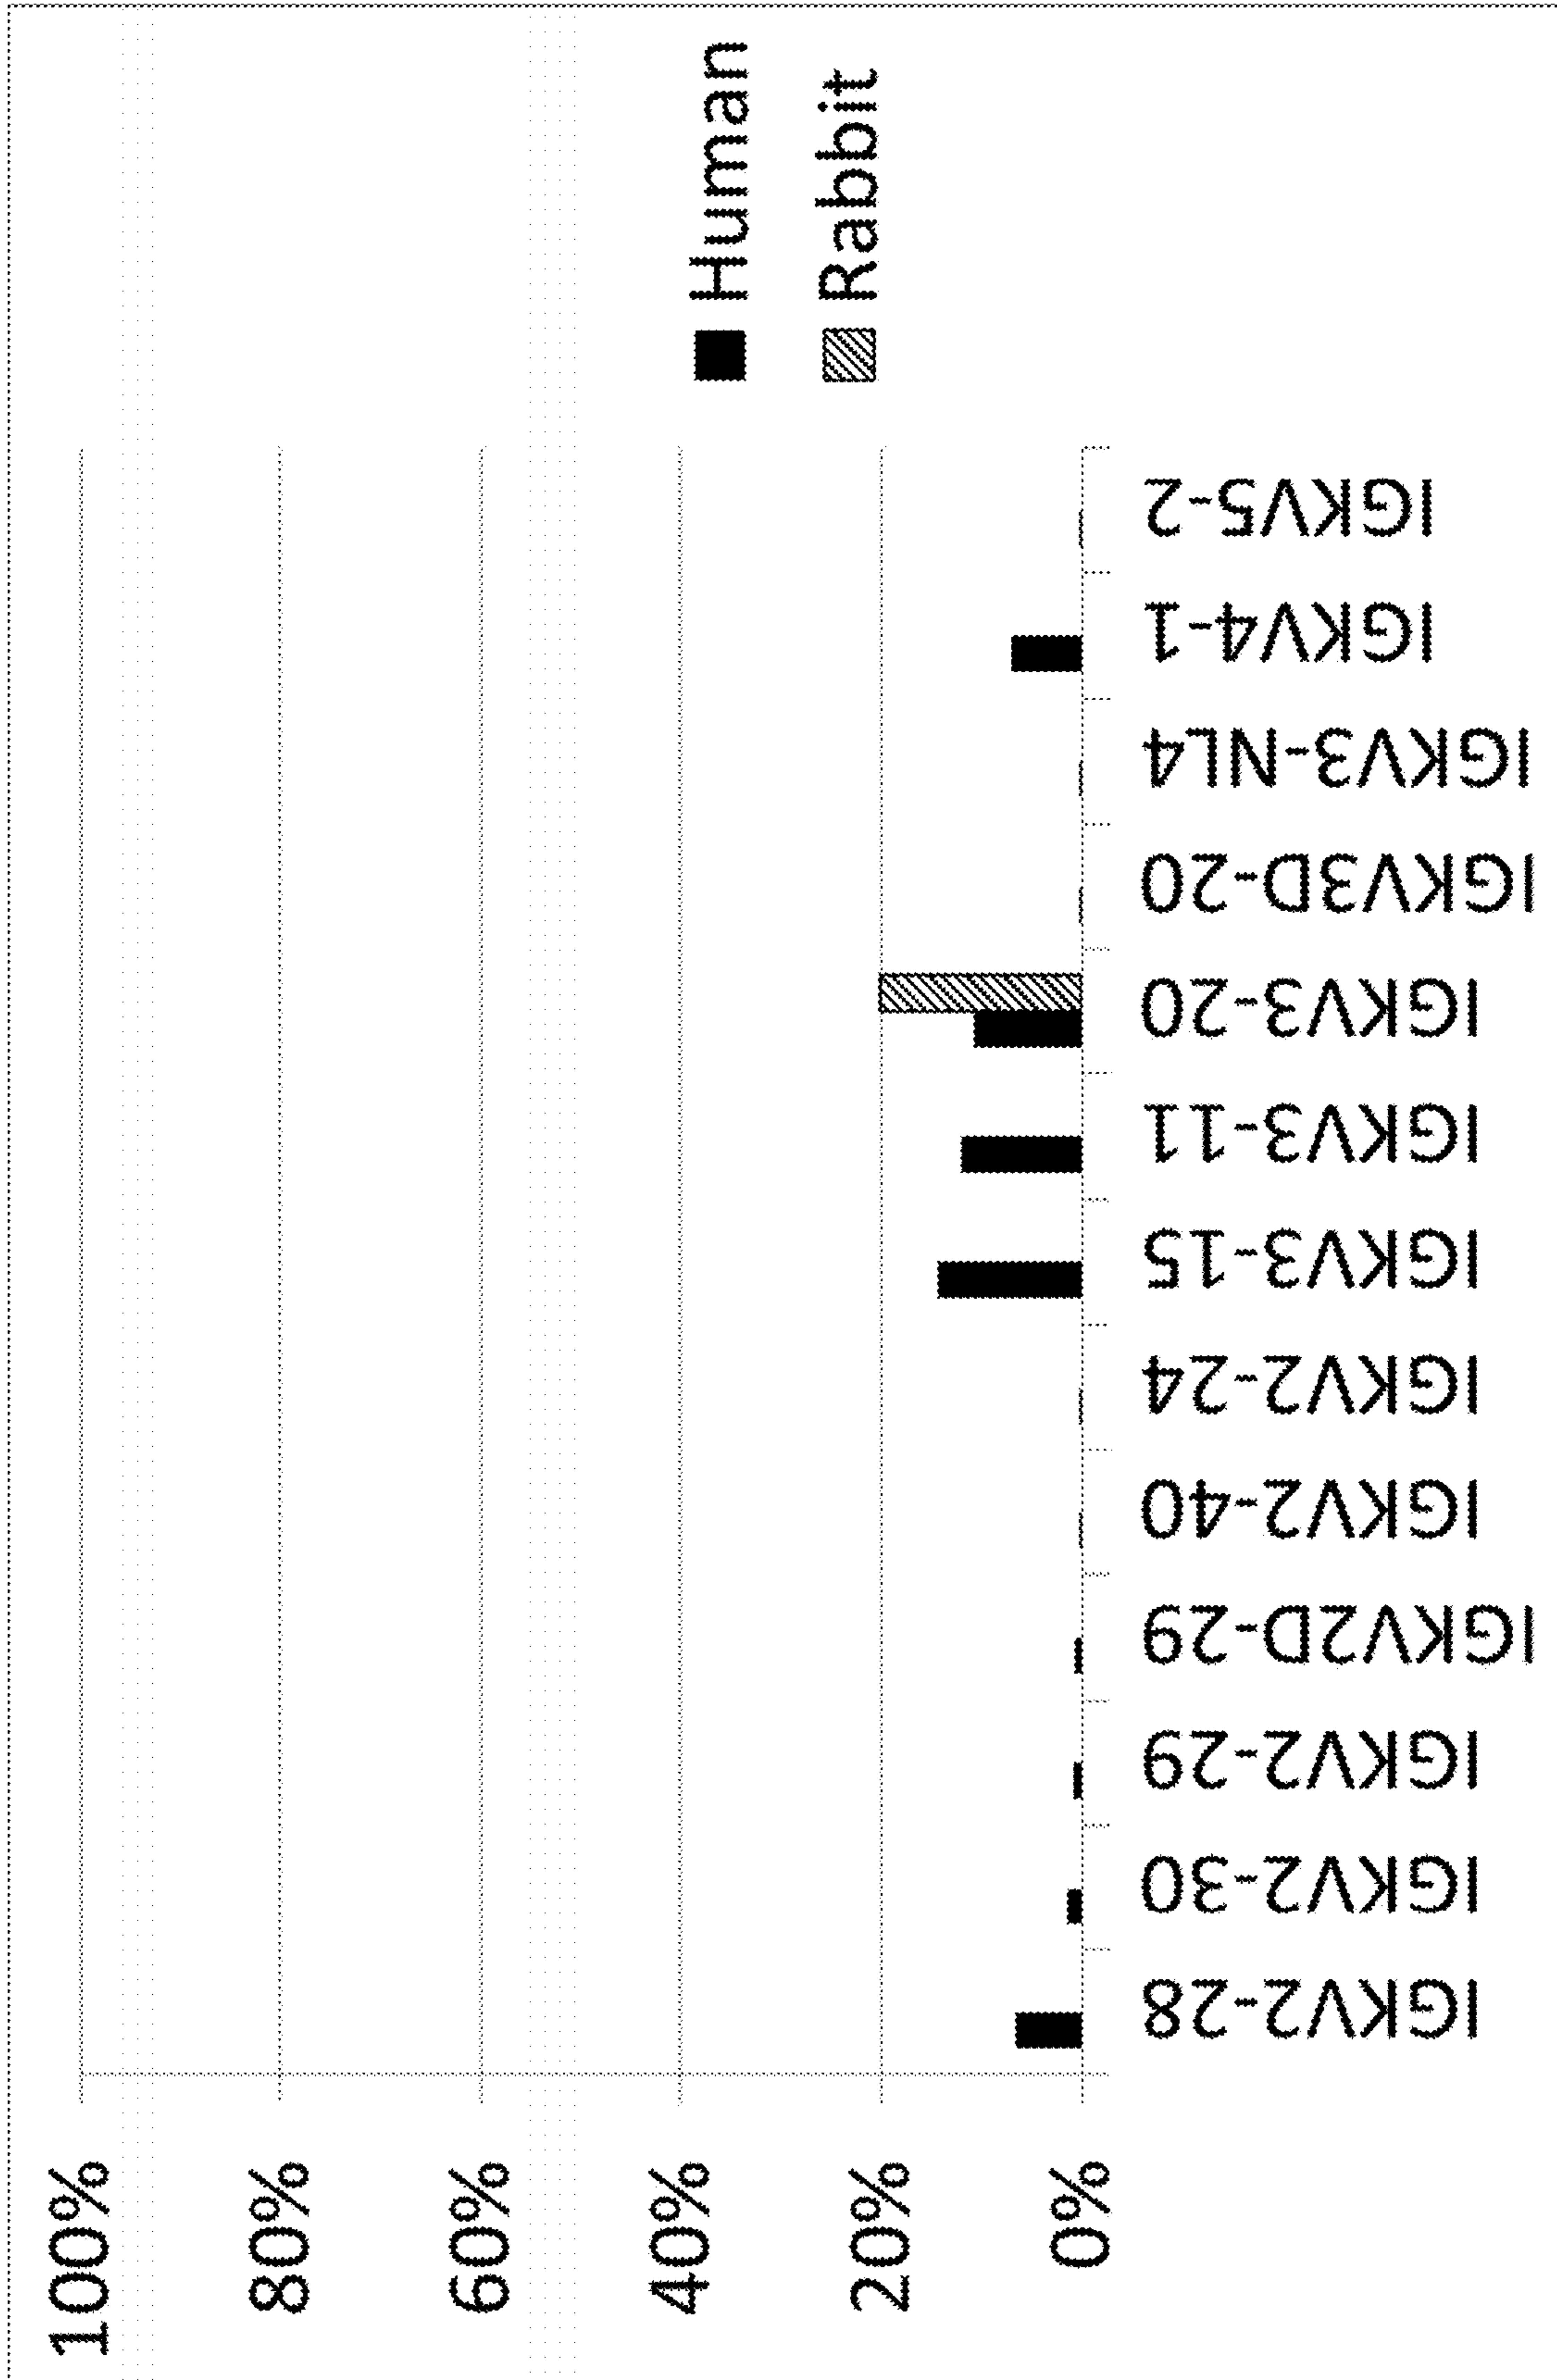 100%
80%
60%
40%
20%
0%
IGKV2-28
IGKV2-30
IGKV2-29
IGKV2D-29
IGKV2-40
IGKV2-24
IGKV3-15
IGKV3-11
IGKV3-20
IGKV3D-20
IGKV3-NL4
IGKV4-1
IGKV5-2
Human
Rabbit